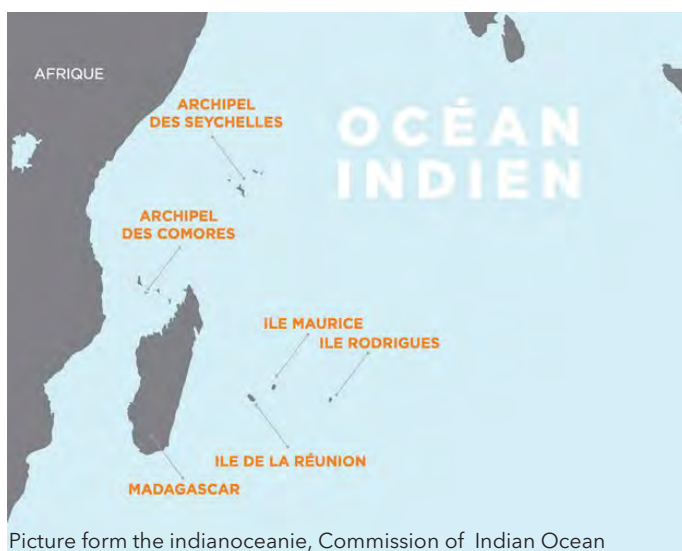 AFRIQUE
ARCHIPEL
DES SEYCHELLES
OCÉAN
INDIEN
ARCHIPEL
DES COMORES
ILE MAURICE
ILE RODRIGUES
ILE DE LA RÉUNION
MADAGASCAR
Picture form the indianoceanie, Commission of Indian Ocean